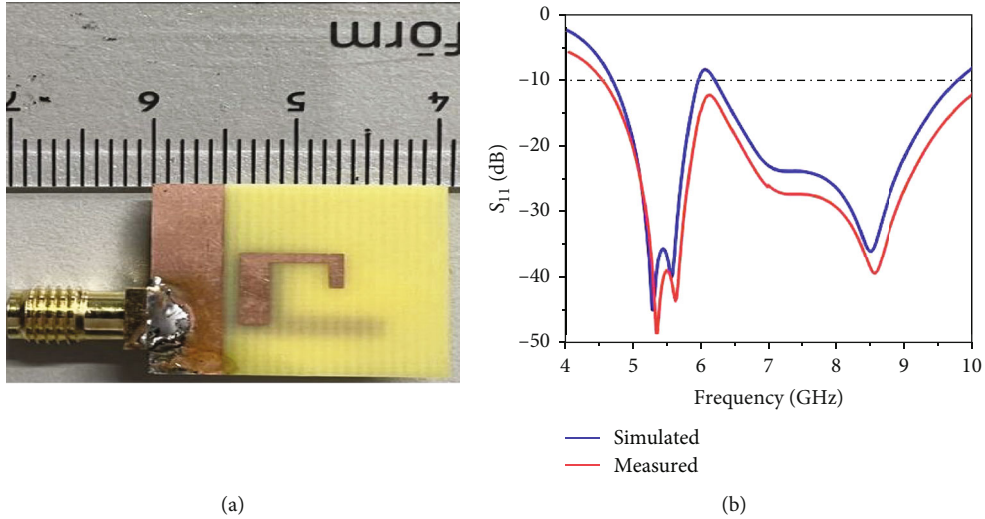 7 6 5 4
(a)
0
–10
–20
–30
–40
–50
S₁₁ (dB)
4 5 6 7 8 9 10
Frequency (GHz)
Simulated
Measured
(b)